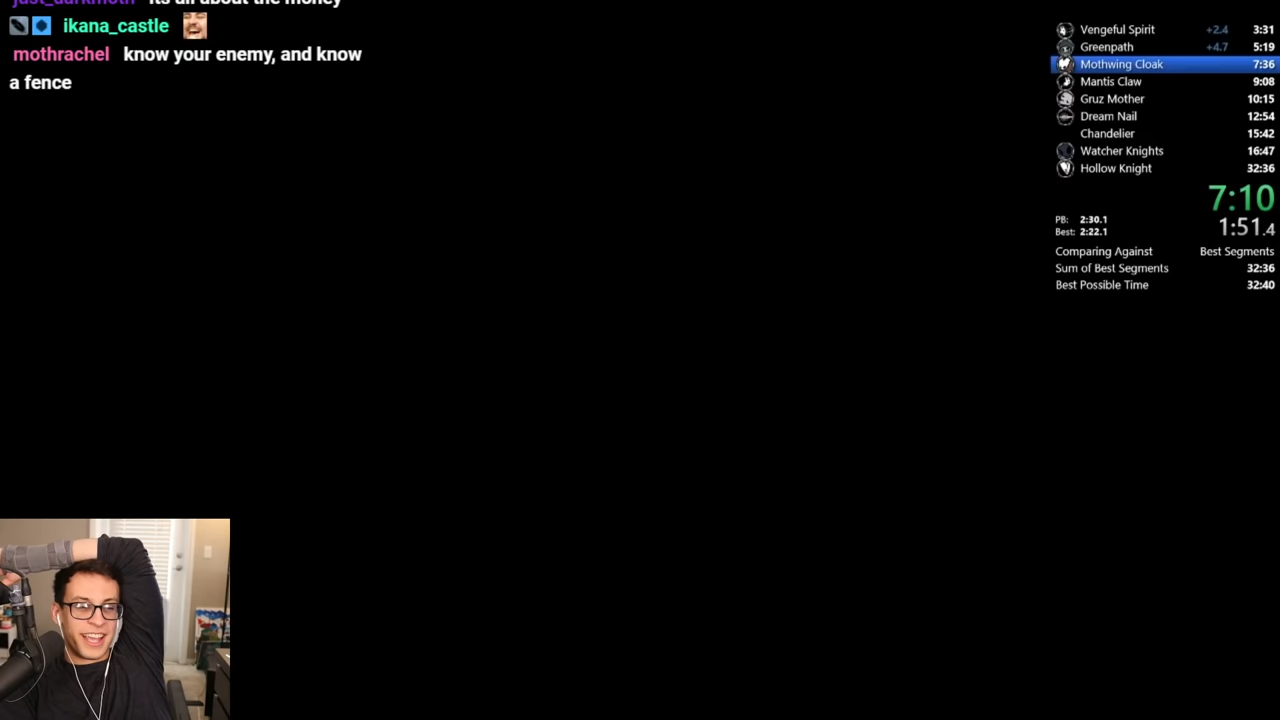 just_darkmoth its all about the money
ikana_castle
mothrachel know your enemy, and know
a fence
Vengeful Spirit +2.4 3:31
Greenpath +4.7 5:19
Mothwing Cloak 7:36
Mantis Claw 9:08
Gruz Mother 10:15
Dream Nail 12:54
Chandelier 15:42
Watcher Knights 16:47
Hollow Knight 32:36
7:10
PB: 2:30.1
Best: 2:22.1
1:51.4
Comparing Against Best Segments
Sum of Best Segments 32:36
Best Possible Time 32:40